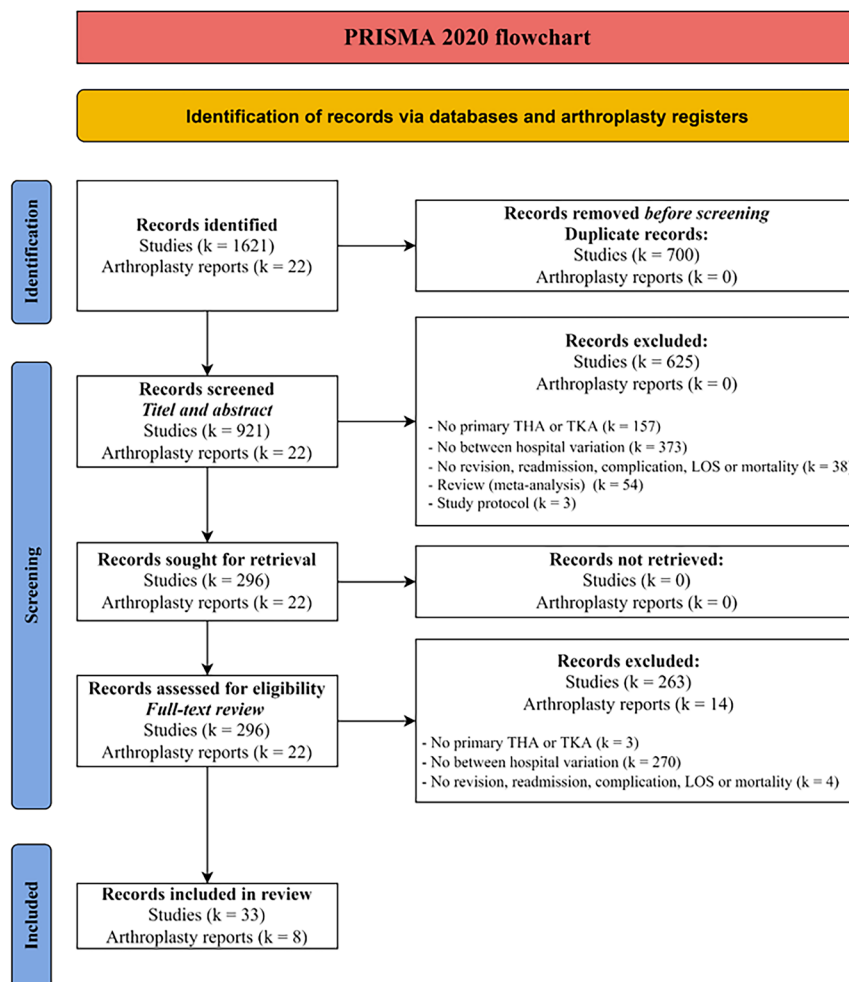 PRISMA 2020 flowchart
Identification of records via databases and arthroplasty registers
Identification
Records identified
Studies (k = 1621)
Arthroplasty reports (k = 22)
Records removed before screening
Duplicate records:
Studies (k = 700)
Arthroplasty reports (k = 0)
Screening
Records screened
Titel and abstract
Studies (k = 921)
Arthroplasty reports (k = 22)
Records excluded:
Studies (k = 625)
Arthroplasty reports (k = 0)
- No primary THA or TKA (k = 157)
- No between hospital variation (k = 373)
- No revision, readmission, complication, LOS or mortality (k = 38)
- Review (meta-analysis) (k = 54)
- Study protocol (k = 3)
Records sought for retrieval
Studies (k = 296)
Arthroplasty reports (k = 22)
Records not retrieved:
Studies (k = 0)
Arthroplasty reports (k = 0)
Records assessed for eligibility
Full-text review
Studies (k = 296)
Arthroplasty reports (k = 22)
Records excluded:
Studies (k = 263)
Arthroplasty reports (k = 14)
- No primary THA or TKA (k = 3)
- No between hospital variation (k = 270)
- No revision, readmission, complication, LOS or mortality (k = 4)
Included
Records included in review
Studies (k = 33)
Arthroplasty reports (k = 8)